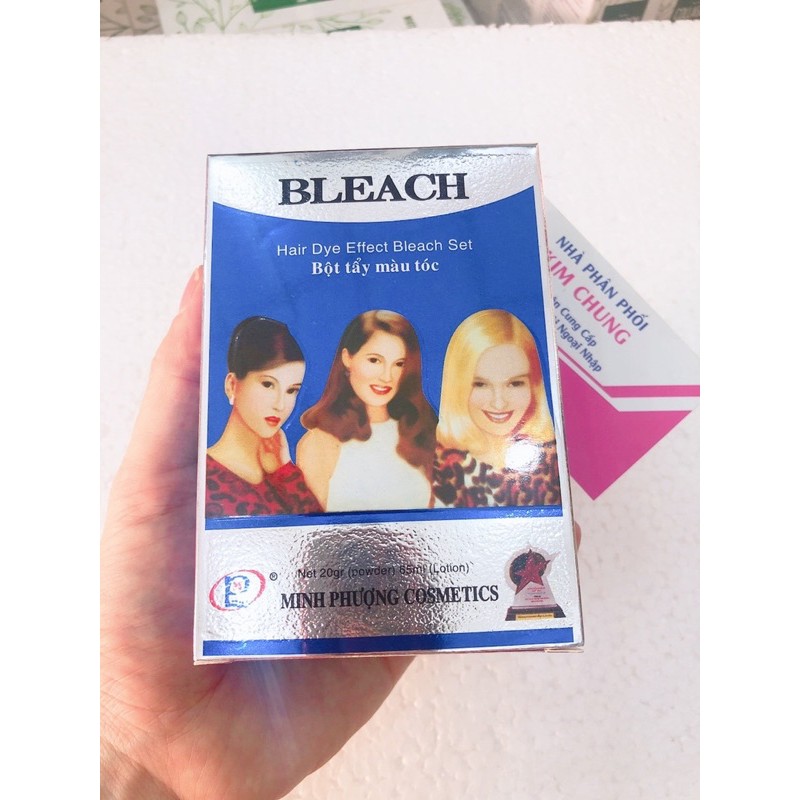 BLEACH
Hair Dye Effect Bleach Set
Bột tẩy màu tóc
Net 20gr (powder) 65ml (Lotion)
®
MINH PHƯỢNG COSMETICS
NHÀ PHÂN PHỐI
KIM CHUNG
Cung Cấp
Ngoại Nhập